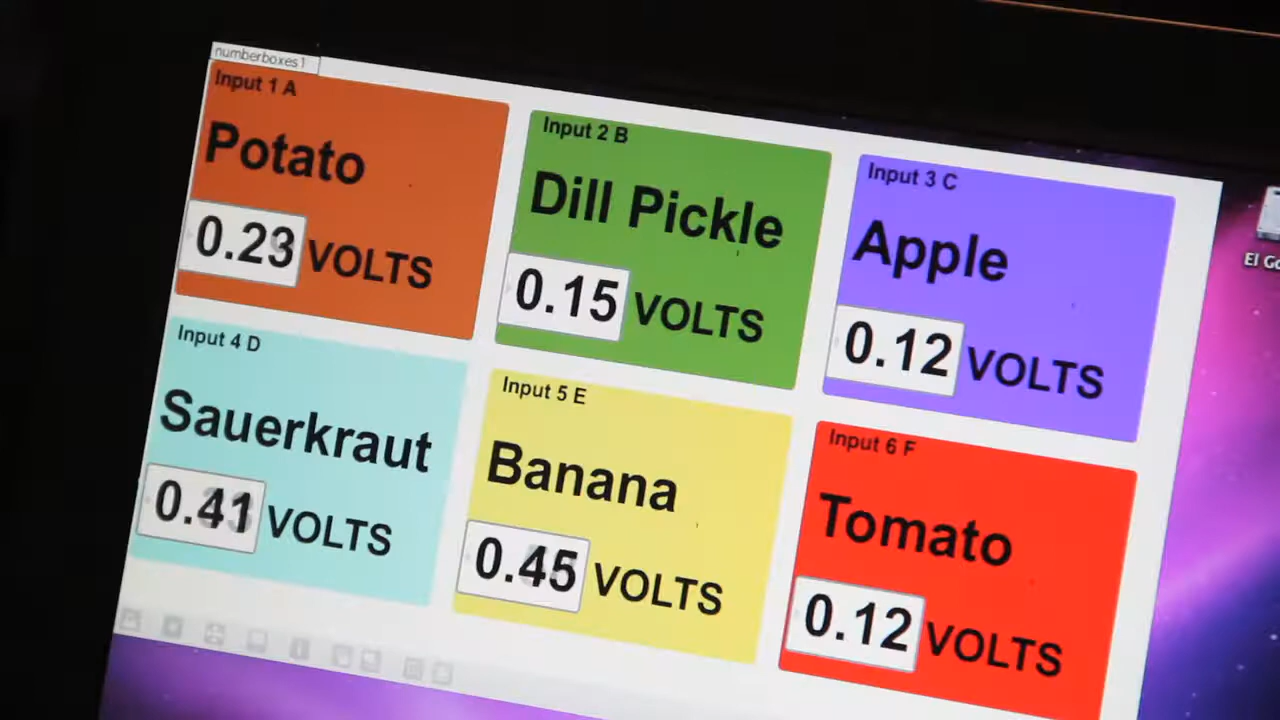 numberboxes1
Input 1 A
Potato
0.23 VOLTS
Input 2 B
Dill Pickle
0.15 VOLTS
Input 3 C
Apple
0.12 VOLTS
Input 4 D
Sauerkraut
0.41 VOLTS
Input 5 E
Banana
0.45 VOLTS
Input 6 F
Tomato
0.12 VOLTS
El